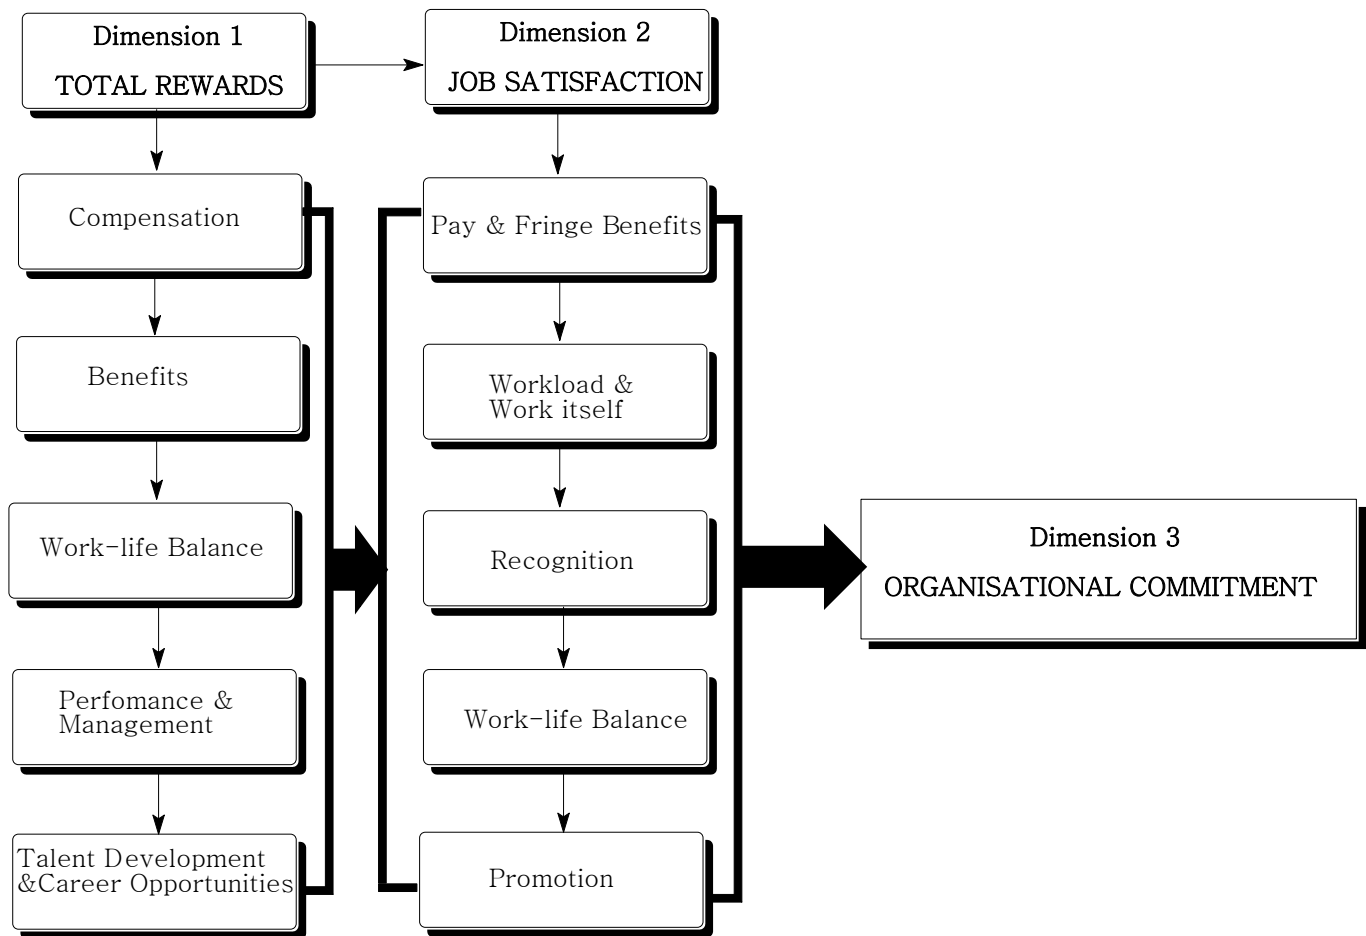 Dimension 1
TOTAL REWARDS
Compensation
Benefits
Work-life Balance
Perfomance &
Management
Talent Development
&Career Opportunities
Dimension 2
JOB SATISFACTION
Pay & Fringe Benefits
Workload &
Work itself
Recognition
Work-life Balance
Promotion
Dimension 3
ORGANISATIONAL COMMITMENT